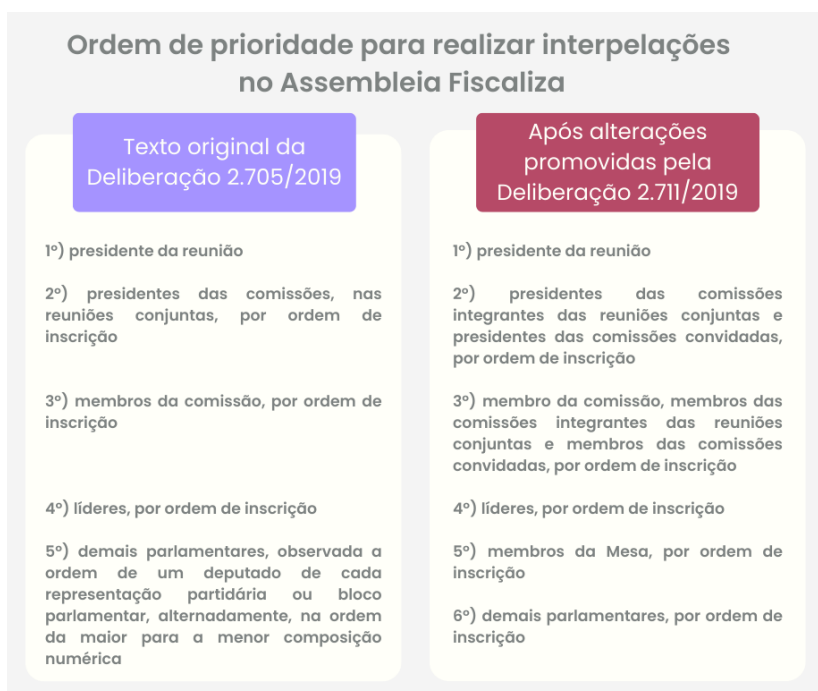 Ordem de prioridade para realizar interpelações
no Assembleia Fiscaliza
Texto original da
Deliberação 2.705/2019
1º) presidente da reunião
2º) presidentes das comissões, nas
reuniões conjuntas, por ordem de
inscrição
3º) membros da comissão, por ordem de
inscrição
4º) líderes, por ordem de inscrição
5º) demais parlamentares, observada a
ordem de um deputado de cada
representação partidária ou bloco
parlamentar, alternadamente, na ordem
da maior para a menor composição
numérica
Após alterações
promovidas pela
Deliberação 2.711/2019
1º) presidente da reunião
2º) presidentes das comissões
integrantes das reuniões conjuntas e
presidentes das comissões convidadas,
por ordem de inscrição
3º) membro da comissão, membros das
comissões integrantes das reuniões
conjuntas e membros das comissões
convidadas, por ordem de inscrição
4º) líderes, por ordem de inscrição
5º) membros da Mesa, por ordem de
inscrição
6º) demais parlamentares, por ordem de
inscrição